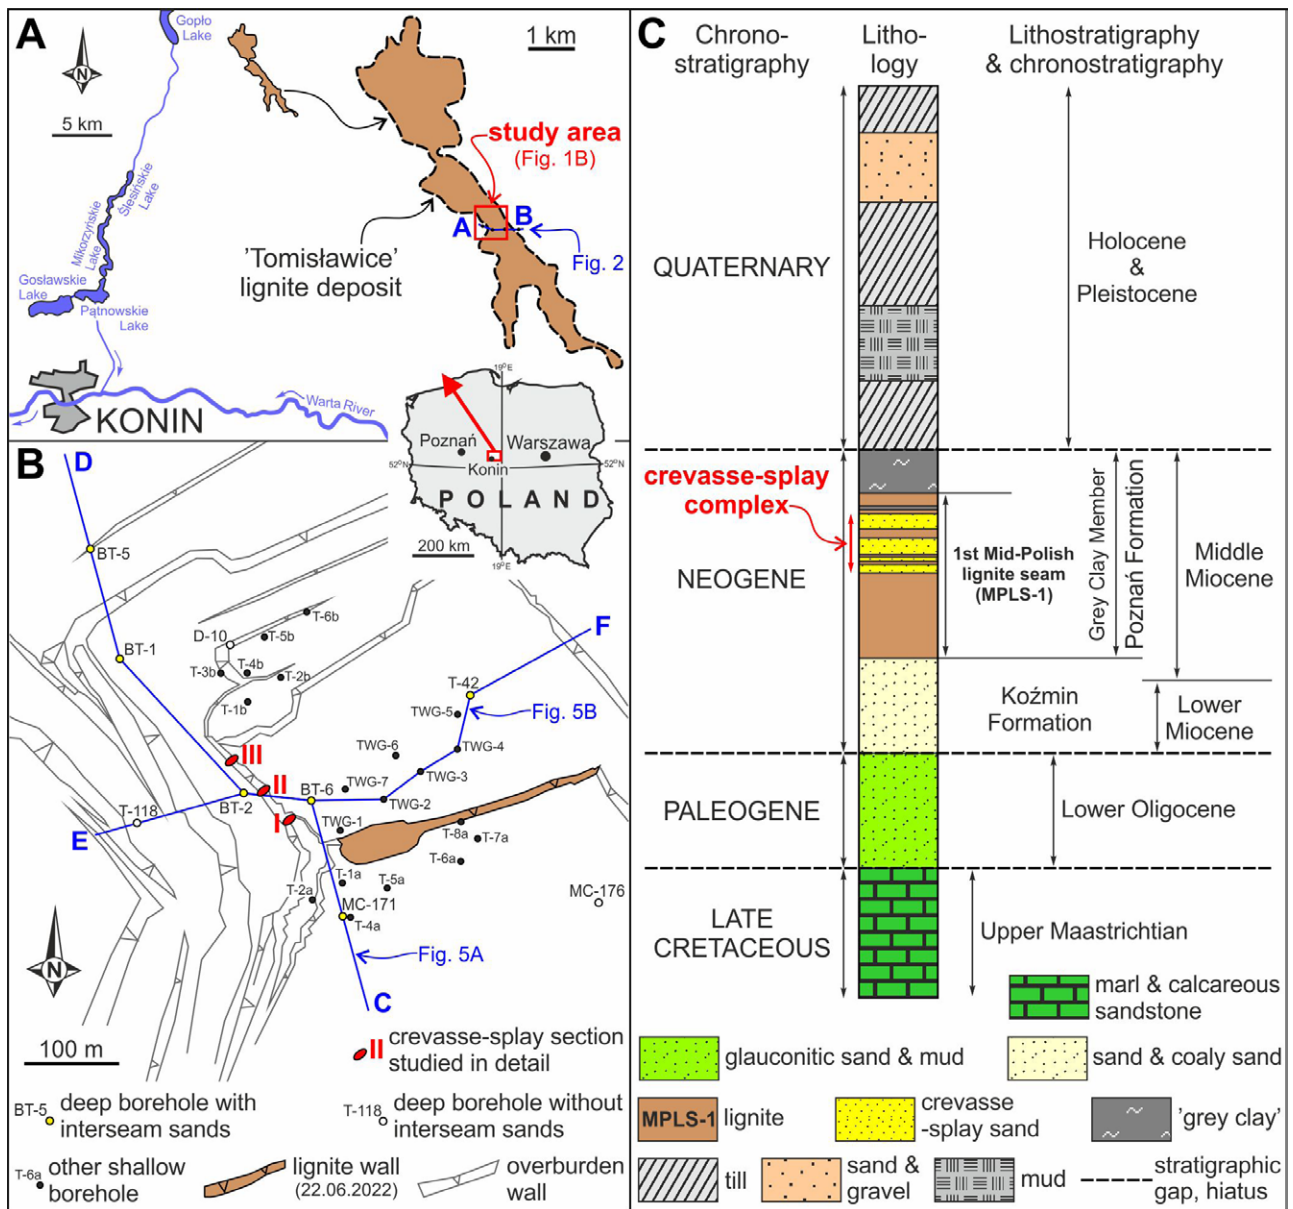 A
Gopło
Lake
N
5 km
1 km
study area
(Fig. 1B)
A
B
Fig. 2
'Tomisławice'
lignite deposit
Ślesińskie
Lake
Mikorzyńskie
Lake
Gosławskie
Lake
Pątnowskie
Lake
KONIN
Warta River
19°E
Poznań
Warszawa
52°N
52°N
Konin
POLAND
200 km
19°E
B
D
BT-5
BT-1
T-6b
D-10
T-5b
T-3b
T-4b
T-2b
T-1b
F
T-42
TWG-5
Fig. 5B
TWG-6
TWG-4
TWG-3
III
II
BT-6
TWG-7
TWG-2
BT-2
T-118
I
TWG-1
E
T-8a
T-7a
T-6a
T-1a
T-5a
T-2a
MC-171
T-4a
MC-176
Fig. 5A
C
N
100 m
II crevasse-splay section
studied in detail
BT-5 deep borehole with
interseam sands
T-118 deep borehole without
interseam sands
T-6a other shallow
borehole
lignite wall
(22.06.2022)
overburden
wall
C
Chrono-
stratigraphy
Litho-
logy
Lithostratigraphy
& chronostratigraphy
QUATERNARY
Holocene
&
Pleistocene
crevasse-splay
complex
NEOGENE
1st Mid-Polish
lignite seam
(MPLS-1)
Grey Clay Member
Poznań Formation
Middle
Miocene
Koźmin
Formation
Lower
Miocene
PALEOGENE
Lower Oligocene
LATE
CRETACEOUS
Upper Maastrichtian
marl & calcareous
sandstone
glauconitic sand & mud
sand & coaly sand
MPLS-1 lignite
crevasse
-splay sand
'grey clay'
till
sand &
gravel
mud
stratigraphic
gap, hiatus